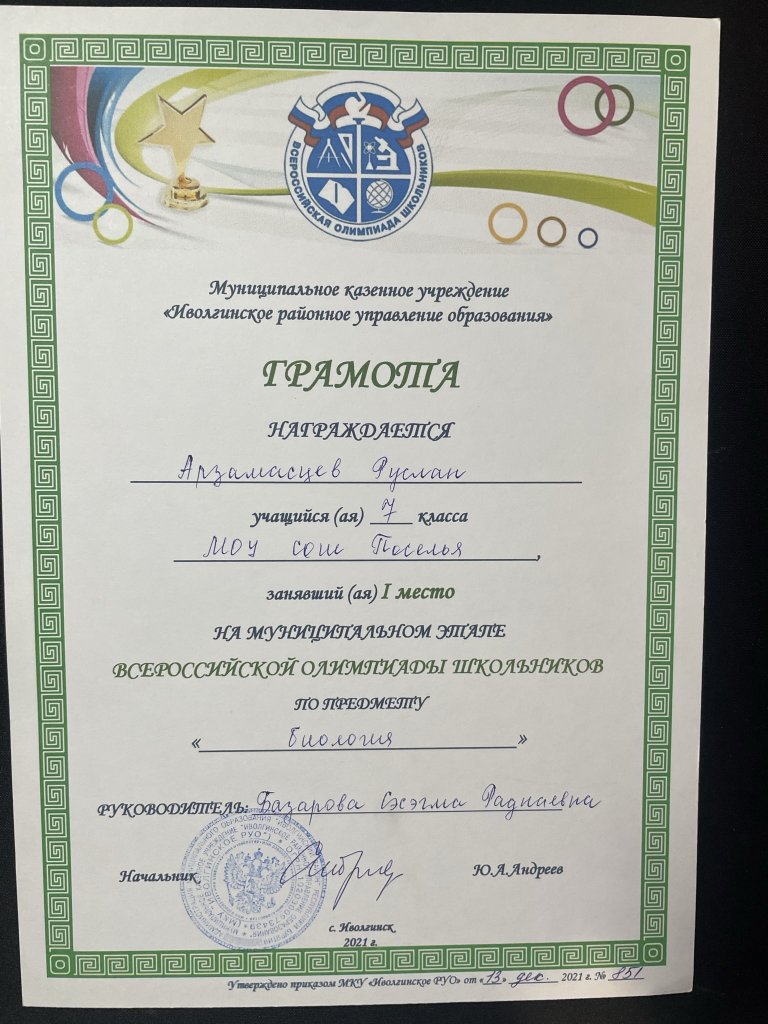 ВСЕРОССИЙСКАЯ ОЛИМПИАДА ШКОЛЬНИКОВ
Муниципальное казенное учреждение
«Иволгинское районное управление образования»
ГРАМОТА
НАГРАЖДАЕТСЯ
Арзамасцев Руслан
учащийся (ая) 7 класса
МОУ сош Поселья,
занявший (ая) I место
НА МУНИЦИПАЛЬНОМ ЭТАПЕ
ВСЕРОССИЙСКОЙ ОЛИМПИАДЫ ШКОЛЬНИКОВ
ПО ПРЕДМЕТУ
«Биология»
РУКОВОДИТЕЛЬ: Базарова Сэсэгма Раднаевна
Начальник Ю.А.Андреев
с. Иволгинск
2021 г.
Утверждено приказом МКУ «Иволгинское РУО» от «13» дек. 2021 г. № 851